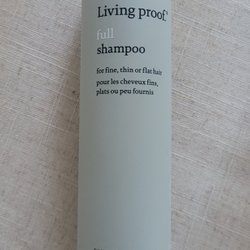 Living proof®
full
shampoo
for fine, thin or flat hair
pour les cheveux fins,
plats ou peu fournis